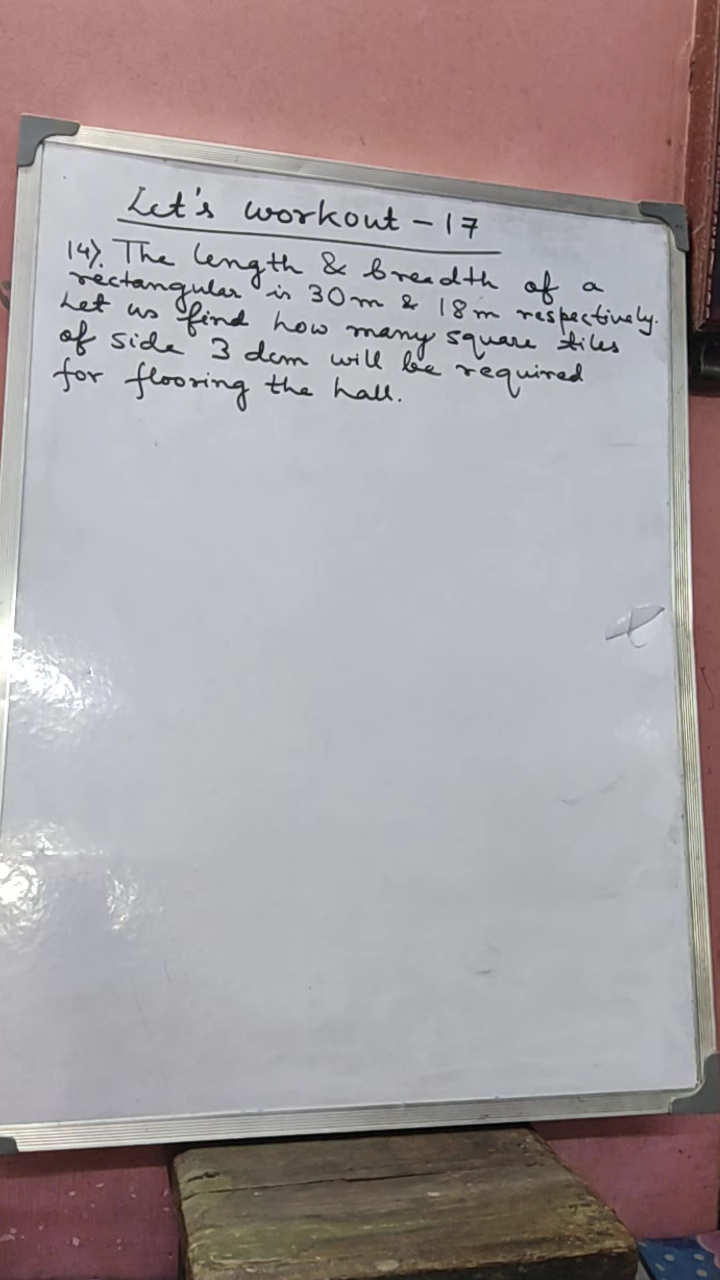 Let's workout - 17
14). The length & breadth of a
rectangular is 30m & 18m respectively.
Let us find how many square tiles
of side 3 dcm will be required
for flooring the hall.